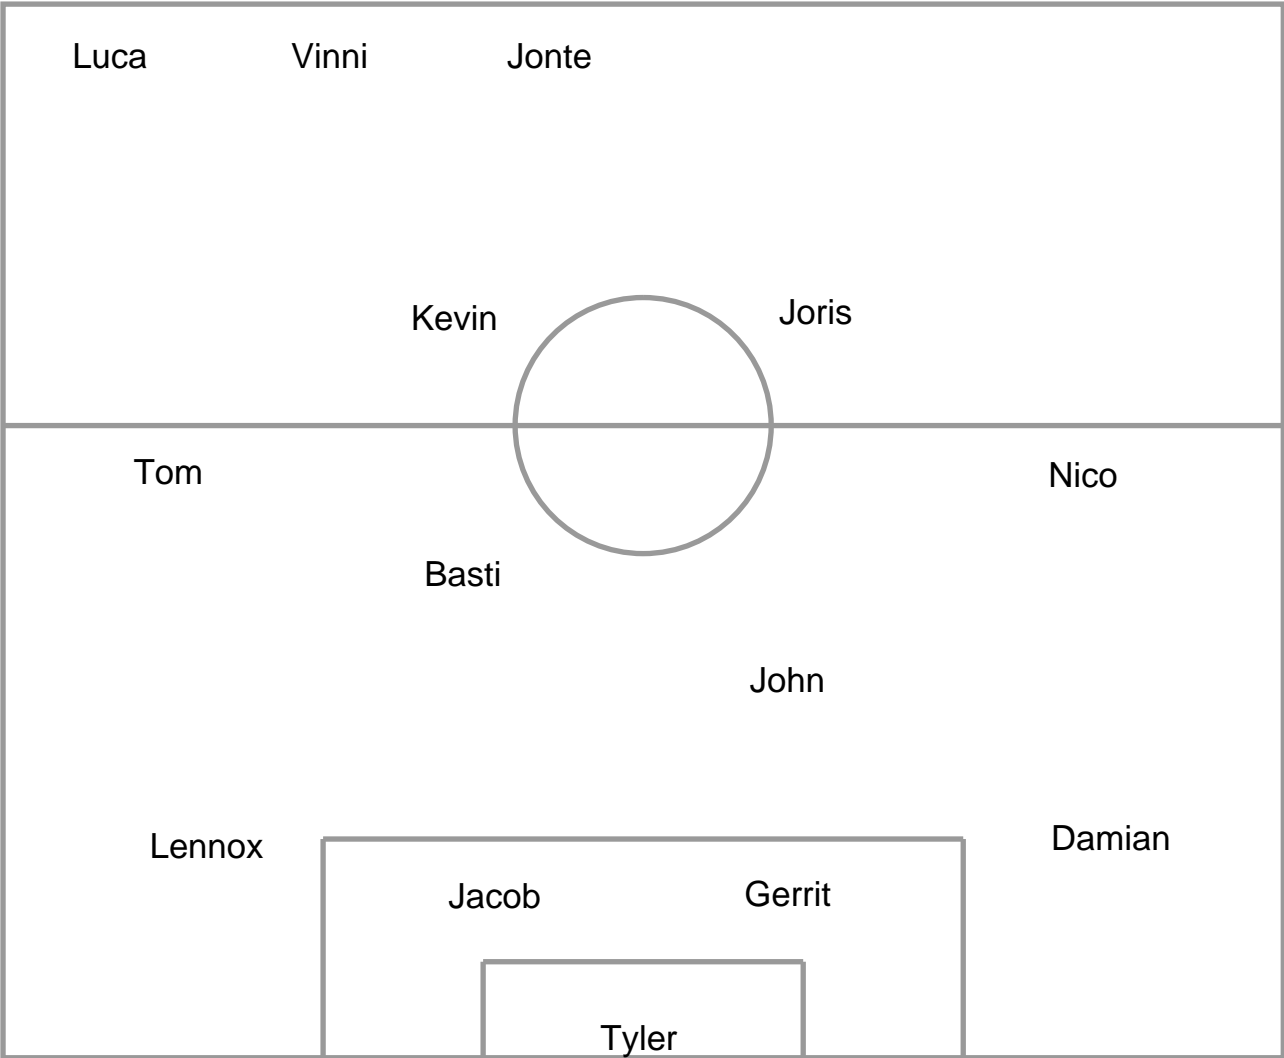 Luca Vinni Jonte
Kevin Joris
Tom Nico
Basti
John
Lennox Damian
Jacob Gerrit
Tyler